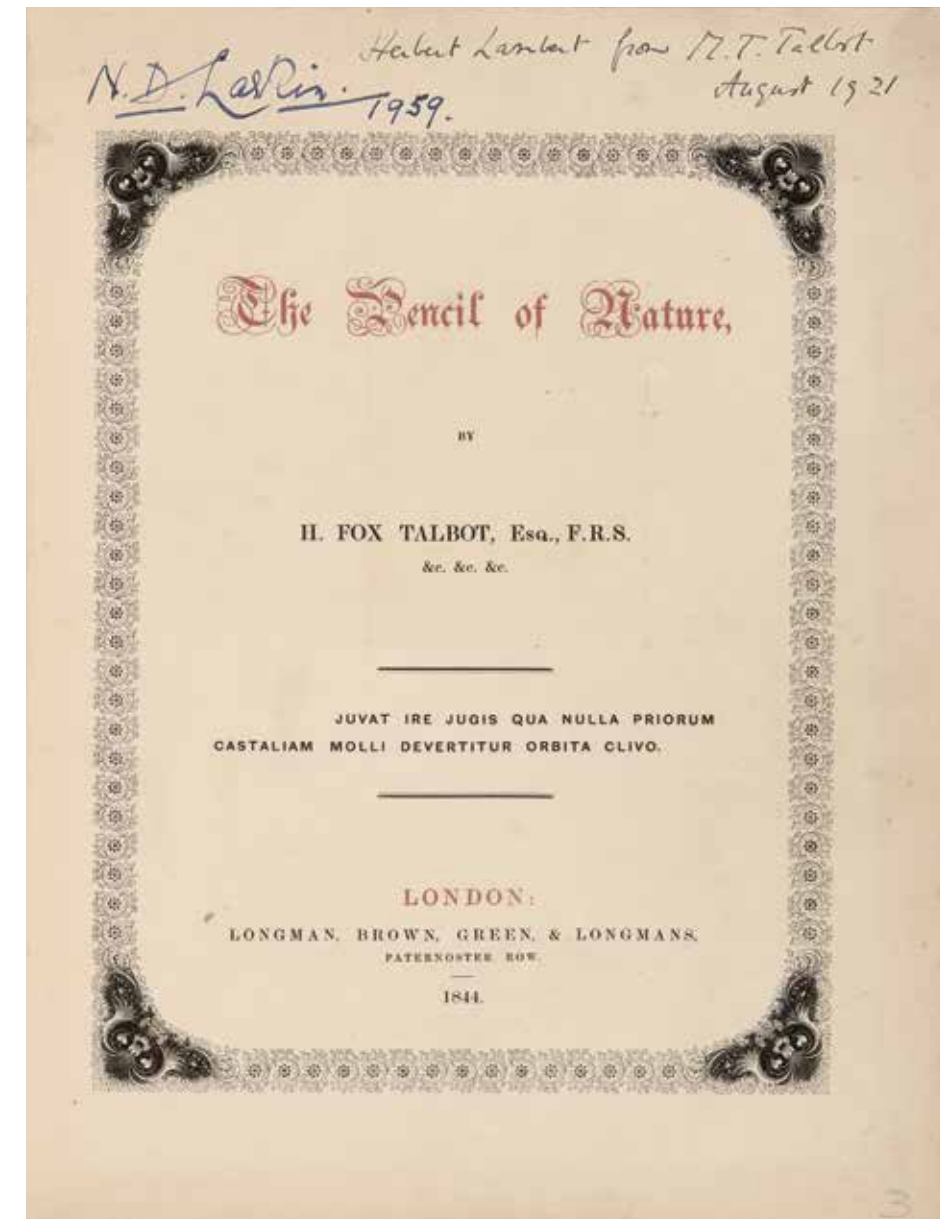 Herbert Lambert from M.T. Talbot
August 1921
N.D. Larkin.
1959.
The Pencil of Nature,
BY
H. FOX TALBOT, Esq., F.R.S.
&c. &c. &c.
JUVAT IRE JUGIS QUA NULLA PRIORUM
CASTALIAM MOLLI DEVERTITUR ORBITA CLIVO.
LONDON:
LONGMAN, BROWN, GREEN, & LONGMANS,
PATERNOSTER ROW.
1844.
3